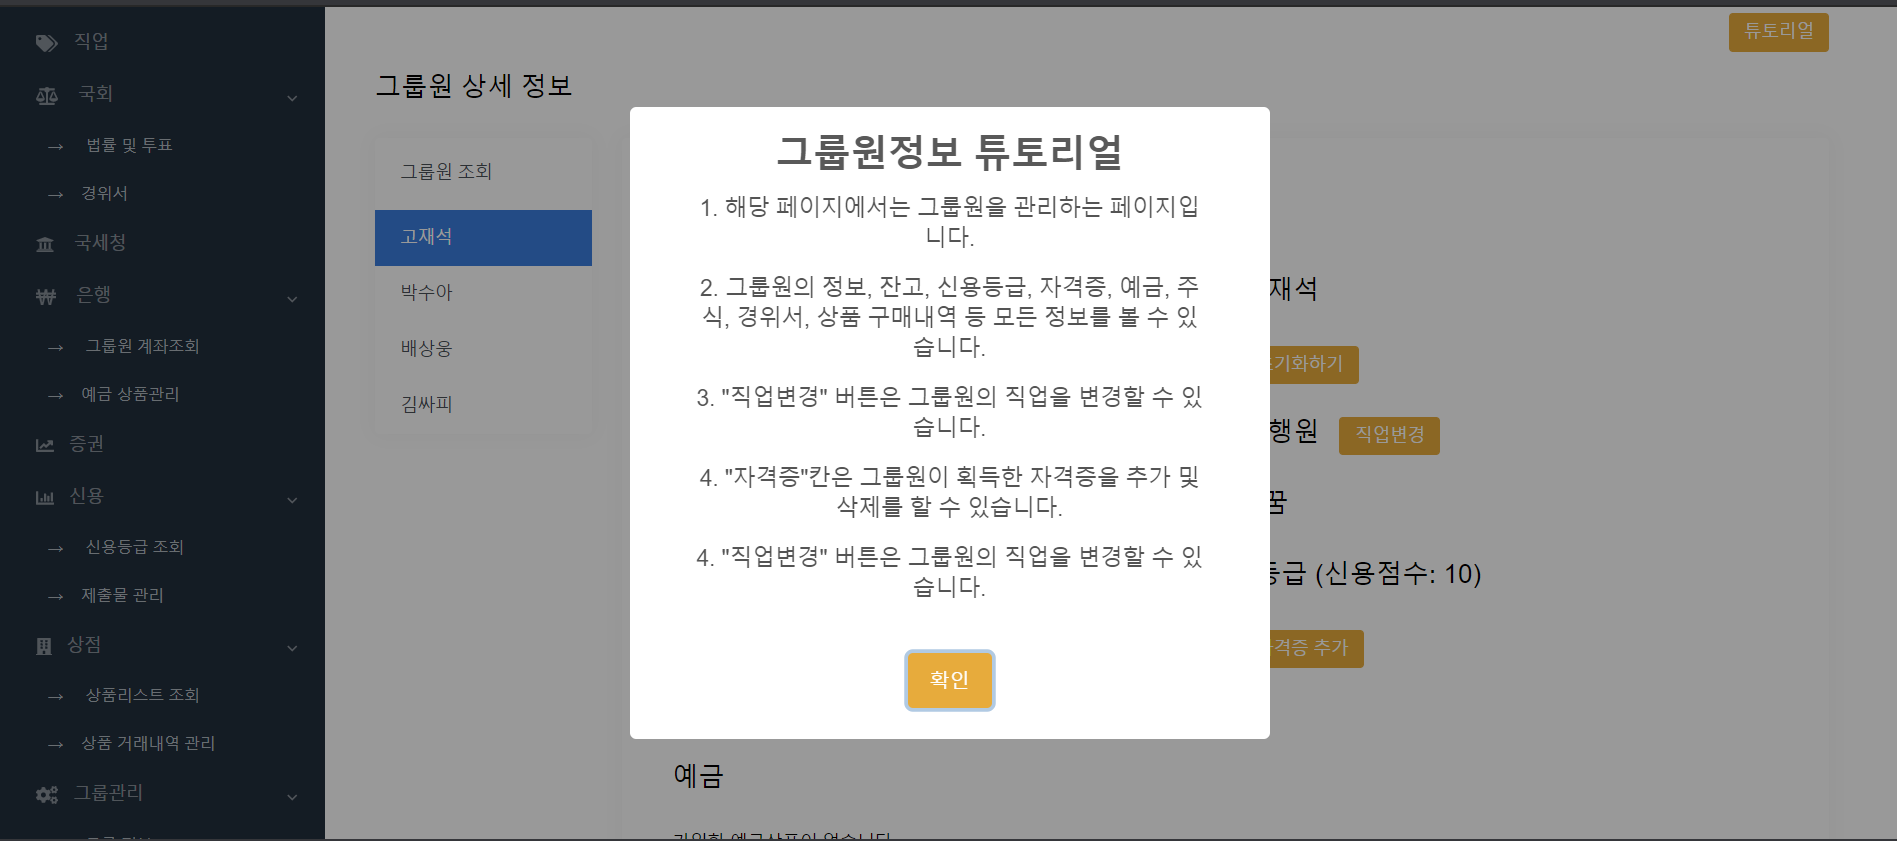 직업
국회
→ 법률 및 투표
→ 경위서
국세청
은행
→ 그룹원 계좌조회
→ 예금 상품관리
증권
신용
→ 신용등급 조회
→ 제출물 관리
상점
→ 상품리스트 조회
→ 상품 거래내역 관리
그룹관리
튜토리얼
그룹원 상세 정보
그룹원 조회
고재석
박수아
배상웅
김싸피
그룹원정보 튜토리얼
1. 해당 페이지에서는 그룹원을 관리하는 페이지입
니다.
2. 그룹원의 정보, 잔고, 신용등급, 자격증, 예금, 주
식, 경위서, 상품 구매내역 등 모든 정보를 볼 수 있
습니다.
3. "직업변경" 버튼은 그룹원의 직업을 변경할 수 있
습니다.
4. "자격증"칸은 그룹원이 획득한 자격증을 추가 및
삭제를 할 수 있습니다.
4. "직업변경" 버튼은 그룹원의 직업을 변경할 수 있
습니다.
확인
재석
기화하기
행원 직업변경
꿈
등급 (신용점수: 10)
격증 추가
예금